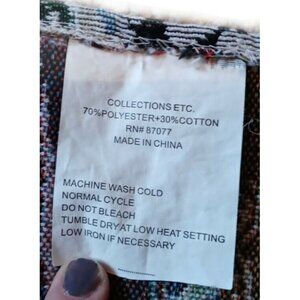 COLLECTIONS ETC.
70%POLYESTER+30%COTTON
RN# 87077
MADE IN CHINA
MACHINE WASH COLD
NORMAL CYCLE
DO NOT BLEACH
TUMBLE DRY AT LOW HEAT SETTING
LOW IRON IF NECESSARY